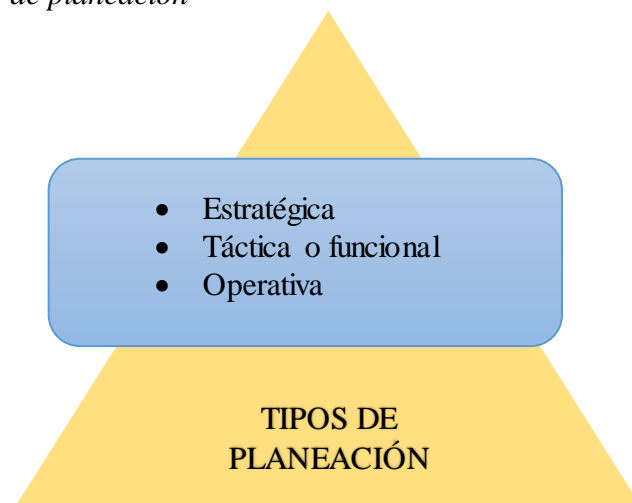 de planeación
• Estratégica
• Táctica o funcional
• Operativa
TIPOS DE
PLANEACIÓN